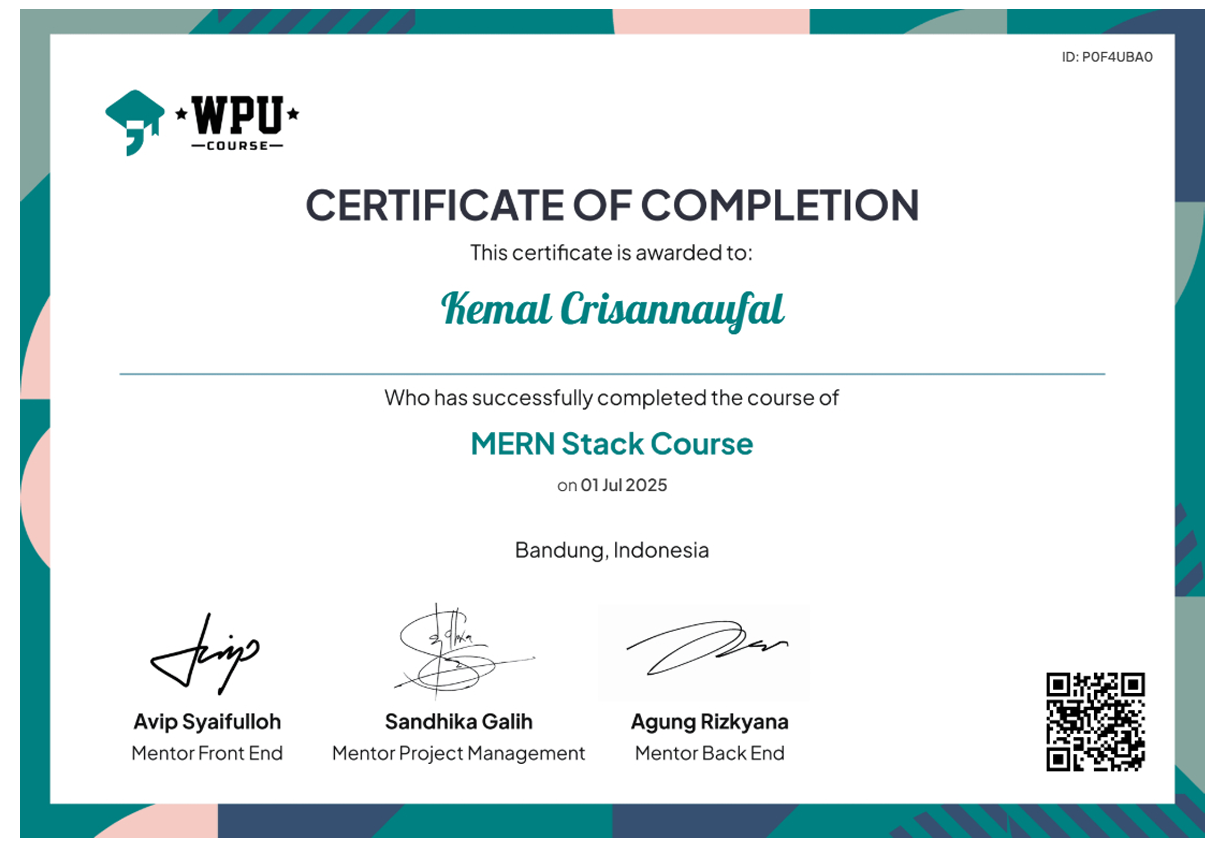 ID: P0F4UBA0
WPU
COURSE
CERTIFICATE OF COMPLETION
This certificate is awarded to:
Kemal Crisannaufal
Who has successfully completed the course of
MERN Stack Course
on 01 Jul 2025
Bandung, Indonesia
Avip Syaifulloh
Mentor Front End
Sandhika Galih
Mentor Project Management
Agung Rizkyana
Mentor Back End